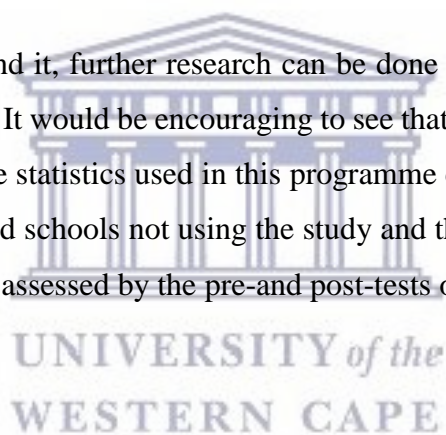 nd it, further research can be done
It would be encouraging to see that
e statistics used in this programme
d schools not using the study and th
assessed by the pre-and post-tests o
UNIVERSITY of the
WESTERN CAPE